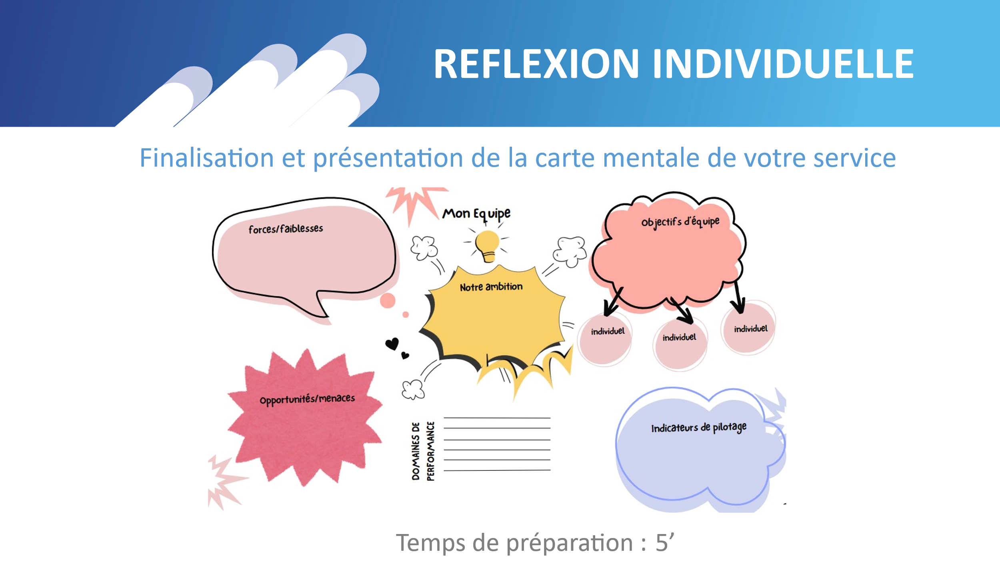 REFLEXION INDIVIDUELLE
Finalisation et présentation de la carte mentale de votre service
Mon Equipe
forces/faiblesses
Objectifs d'équipe
Notre ambition
individuel
individuel
individuel
Opportunités/menaces
DOMAINES DE
PERFORMANCE
Indicateurs de pilotage
Temps de préparation : 5’